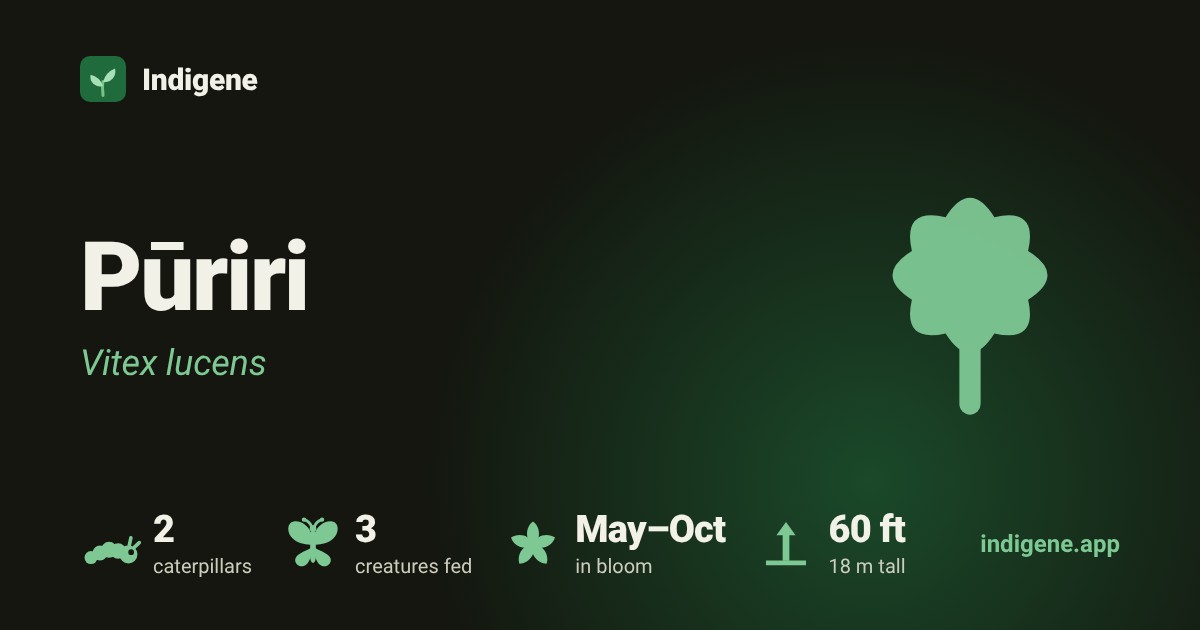 Indigene
Pūriri
Vitex lucens
2
caterpillars
3
creatures fed
May–Oct
in bloom
60 ft
18 m tall
indigene.app